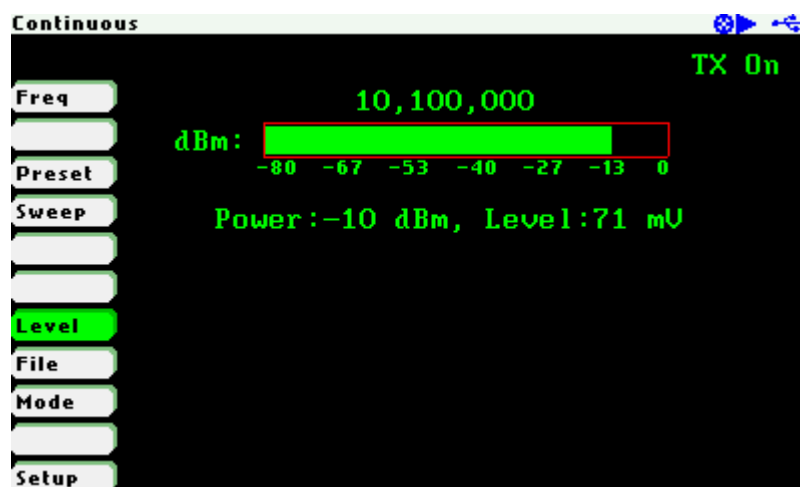 Continuous
TX On
Freq
10,100,000
dBm:
-80 -67 -53 -40 -27 -13 0
Preset
Sweep
Power:-10 dBm, Level:71 mV
Level
File
Mode
Setup